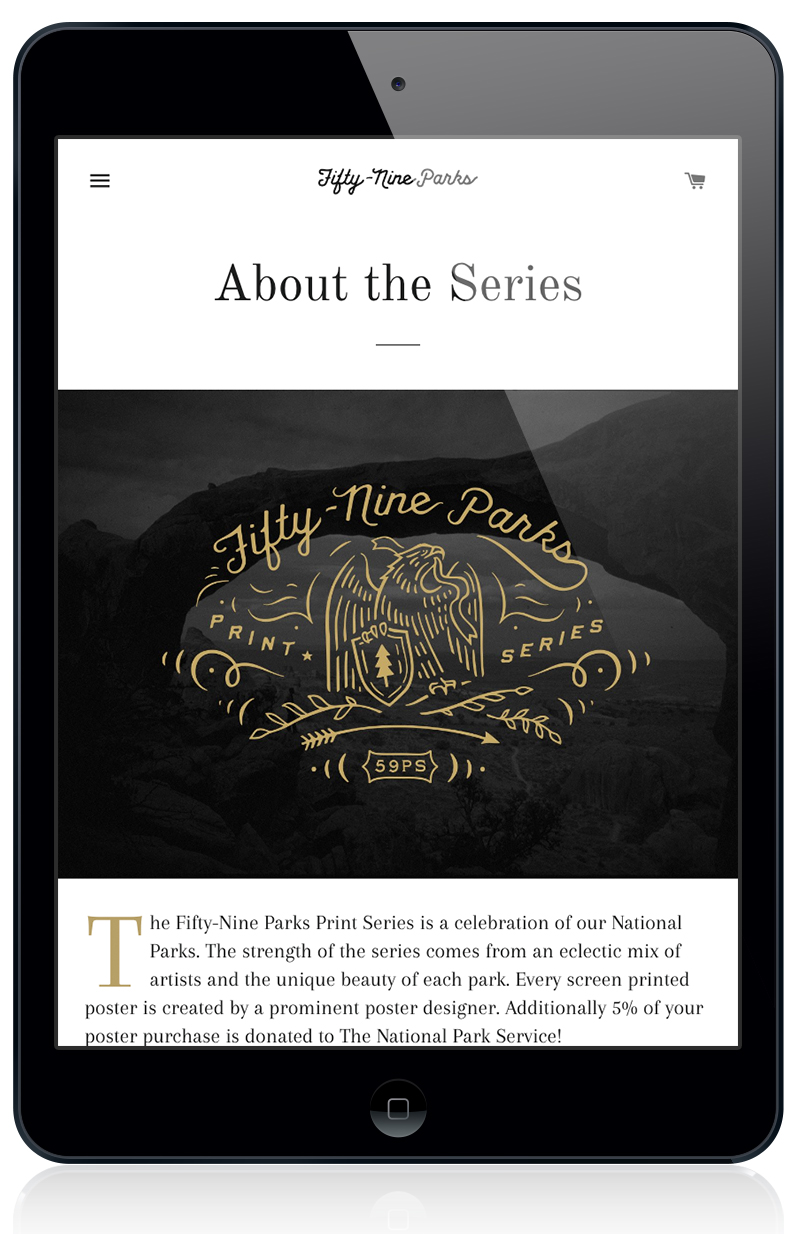 Fifty-Nine Parks
About the Series
Fifty-Nine Parks
PRINT SERIES
59PS
The Fifty-Nine Parks Print Series is a celebration of our National
Parks. The strength of the series comes from an eclectic mix of
artists and the unique beauty of each park. Every screen printed
poster is created by a prominent poster designer. Additionally 5% of your
poster purchase is donated to The National Park Service!